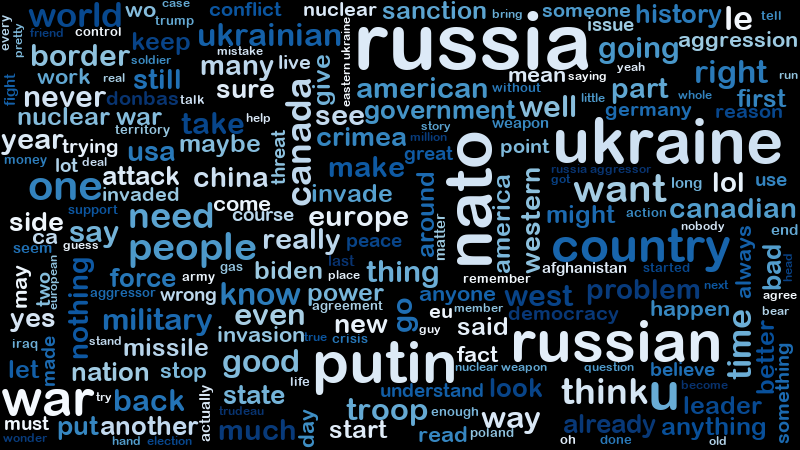 world
wo
case
trump
conflict
nuclear
sanction
bring
someone
history
le
tell
every
pretty
friend
control
ukrainian
eastern ukraine
russia
issue
going
aggression
border
keep
soldier
mistake
many
live
give
mean
saying
yeah
right
run
work
real
still
sure
canada
american
without
little
part
whole
first
fight
never
donbas
talk
see
government
well
germany
reason
nuclear war
territory
take
help
crimea
story
million
weapon
point
ukraine
year
trying
usa
maybe
threat
great
nato
money
lot
deal
attack
china
make
russia aggressor
got
one
invaded
invade
around
america
western
want
long
lol
use
support
come
course
europe
matter
might
action
canadian
side
ca
say
need
nobody
end
seem
guess
people
really
peace
country
always
bad
head
may
two
european
nothing
force
army
gas
biden
last
place
thing
remember
afghanistan
started
aggressor
wrong
know
power
agreement
go
anyone
west
problem
next
agree
yes
military
even
new
eu
member
guy
said
democracy
happen
time
bear
iraq
made
stand
missile
invasion
true
crisis
putin
fact
russian
better
something
let
nation
stop
good
life
nuclear weapon
question
believe
war
try
back
actually
state
trudeau
understand
look
think
u
become
leader
must
put
another
much
day
start
troop
enough
way
already
anything
wonder
hand
election
read
poland
oh
done
old